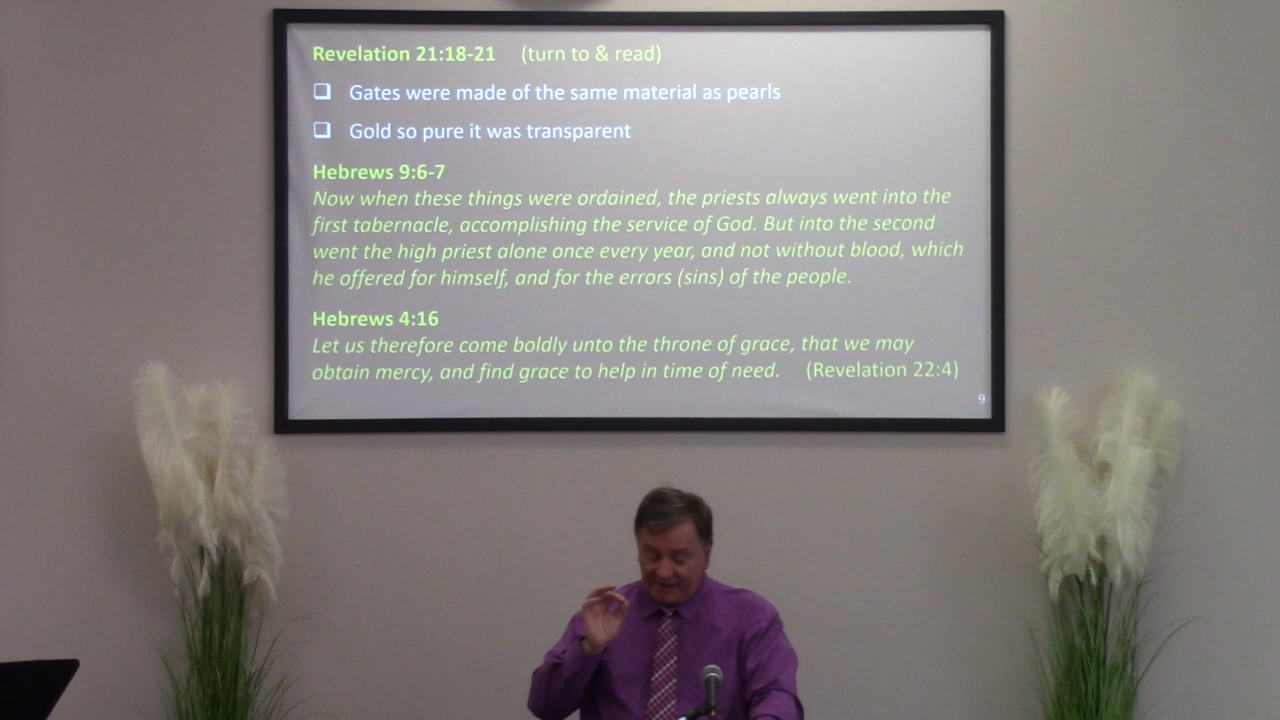 Revelation 21:18-21 (turn to & read)
❑ Gates were made of the same material as pearls
❑ Gold so pure it was transparent
Hebrews 9:6-7
Now when these things were ordained, the priests always went into the
first tabernacle, accomplishing the service of God. But into the second
went the high priest alone once every year, and not without blood, which
he offered for himself, and for the errors (sins) of the people.
Hebrews 4:16
Let us therefore come boldly unto the throne of grace, that we may
obtain mercy, and find grace to help in time of need. (Revelation 22:4)
9